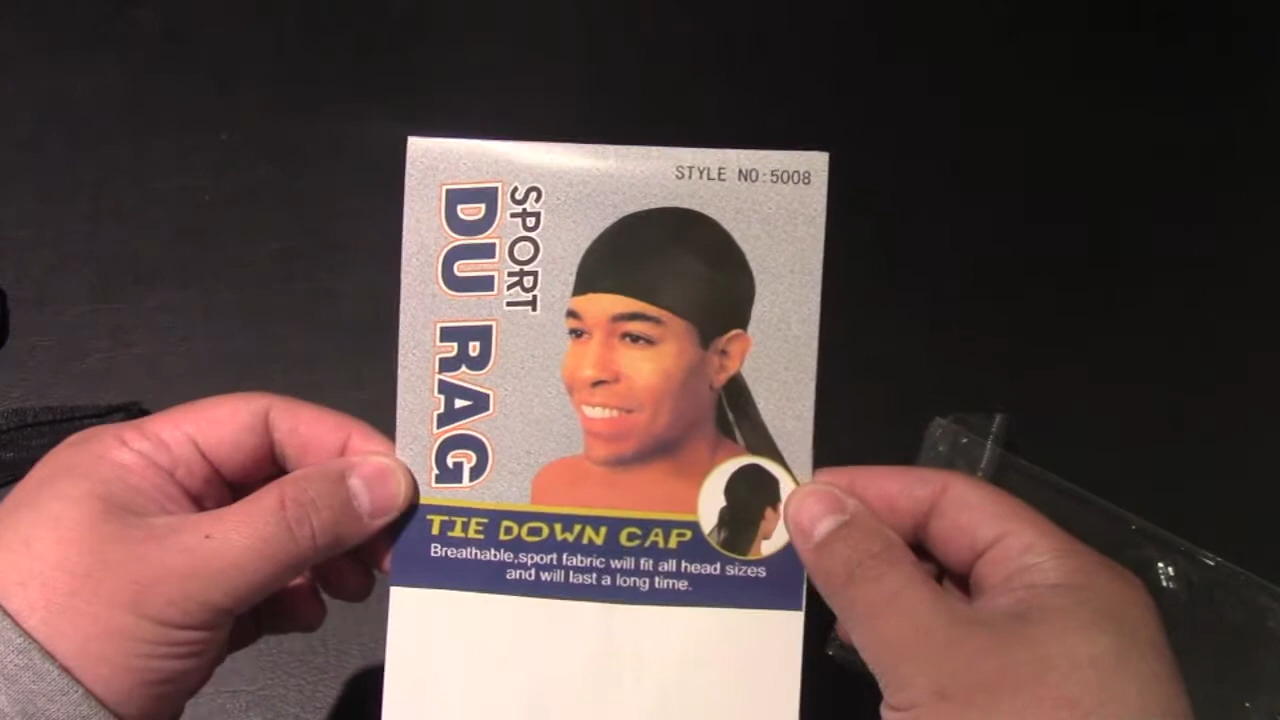 STYLE NO:5008
SPORT
DU RAG
TIE DOWN CAP
Breathable,sport fabric will fit all head sizes
and will last a long time.